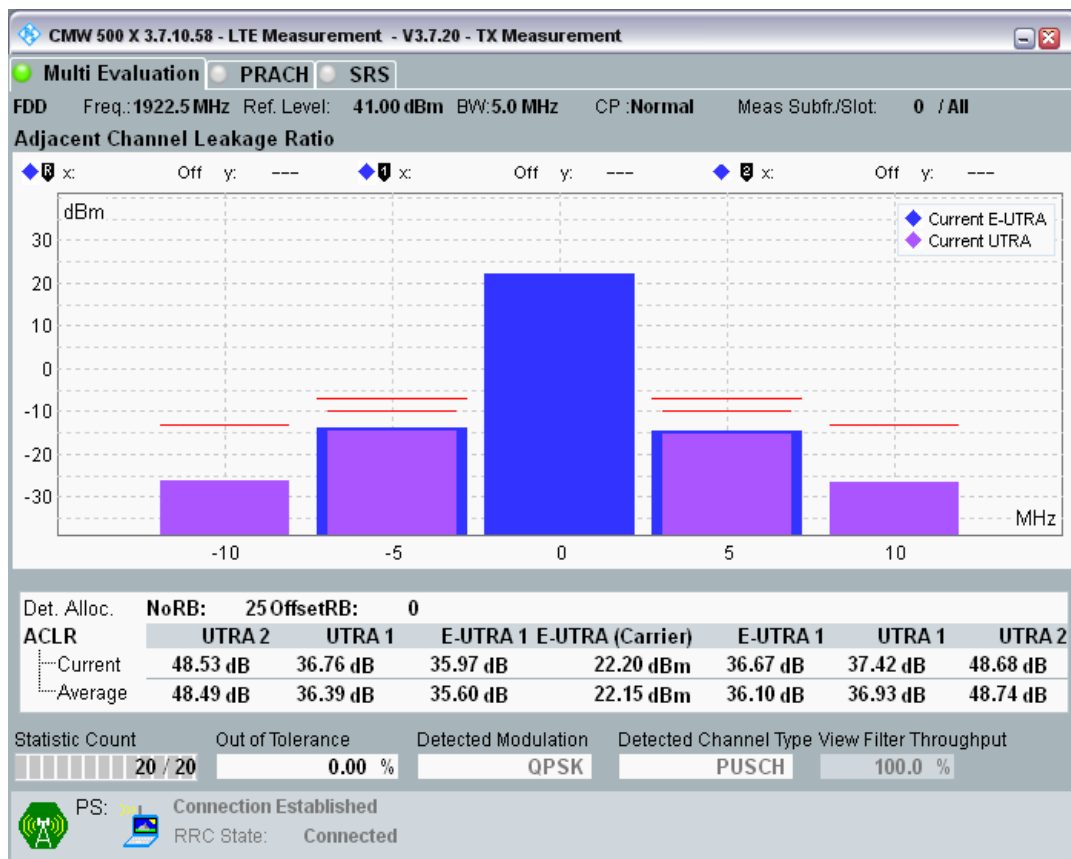 CMW 500 X 3.7.10.58 - LTE Measurement - V3.7.20 - TX Measurement
Multi Evaluation PRACH SRS
FDD Freq.:1922.5 MHz Ref. Level: 41.00 dBm BW:5.0 MHz CP :Normal Meas Subfr./Slot: 0 / All
Adjacent Channel Leakage Ratio
R x: Off y: --- 1 x: Off y: --- 2 x: Off y: ---
dBm
Current E-UTRA
Current UTRA
30
20
10
0
-10
-20
-30
MHz
-10 -5 0 5 10
Det. Alloc. NoRB: 25 OffsetRB: 0
ACLR UTRA 2 UTRA 1 E-UTRA 1 E-UTRA (Carrier) E-UTRA 1 UTRA 1 UTRA 2
Current 48.53 dB 36.76 dB 35.97 dB 22.20 dBm 36.67 dB 37.42 dB 48.68 dB
Average 48.49 dB 36.39 dB 35.60 dB 22.15 dBm 36.10 dB 36.93 dB 48.74 dB
Statistic Count Out of Tolerance Detected Modulation Detected Channel Type View Filter Throughput
20 / 20 0.00 % QPSK PUSCH 100.0 %
PS: Connection Established
RRC State: Connected